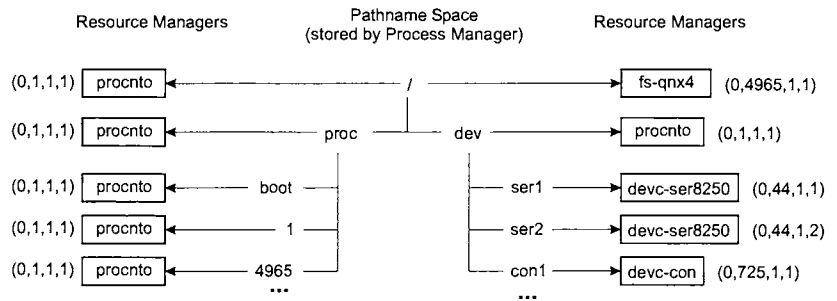 Resource Managers Pathname Space Resource Managers
(stored by Process Manager)
(0,1,1,1) procnto / fs-qnx4 (0,4965,1,1)
(0,1,1,1) procnto proc dev procnto (0,1,1,1)
(0,1,1,1) procnto boot ser1 devc-ser8250 (0,44,1,1)
(0,1,1,1) procnto 1 ser2 devc-ser8250 (0,44,1,2)
(0,1,1,1) procnto 4965 con1 devc-con (0,725,1,1)
... ...